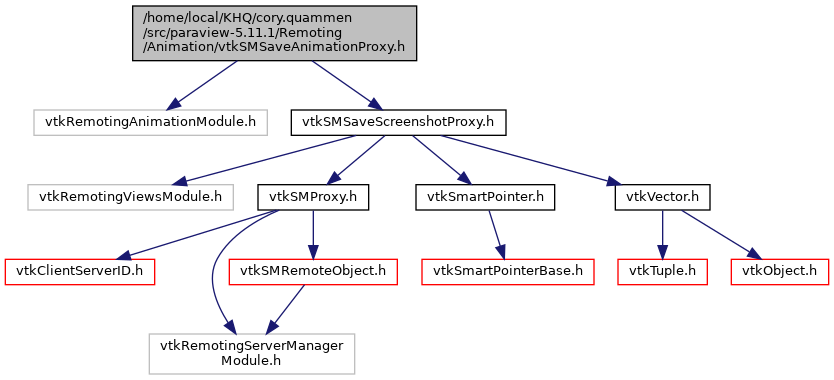 /home/local/KHQ/cory.quammen
/src/paraview-5.11.1/Remoting
/Animation/vtkSMSaveAnimationProxy.h
vtkRemotingAnimationModule.h
vtkSMSaveScreenshotProxy.h
vtkRemotingViewsModule.h
vtkSMProxy.h
vtkSmartPointer.h
vtkVector.h
vtkClientServerID.h
vtkSMRemoteObject.h
vtkSmartPointerBase.h
vtkTuple.h
vtkObject.h
vtkRemotingServerManager
Module.h